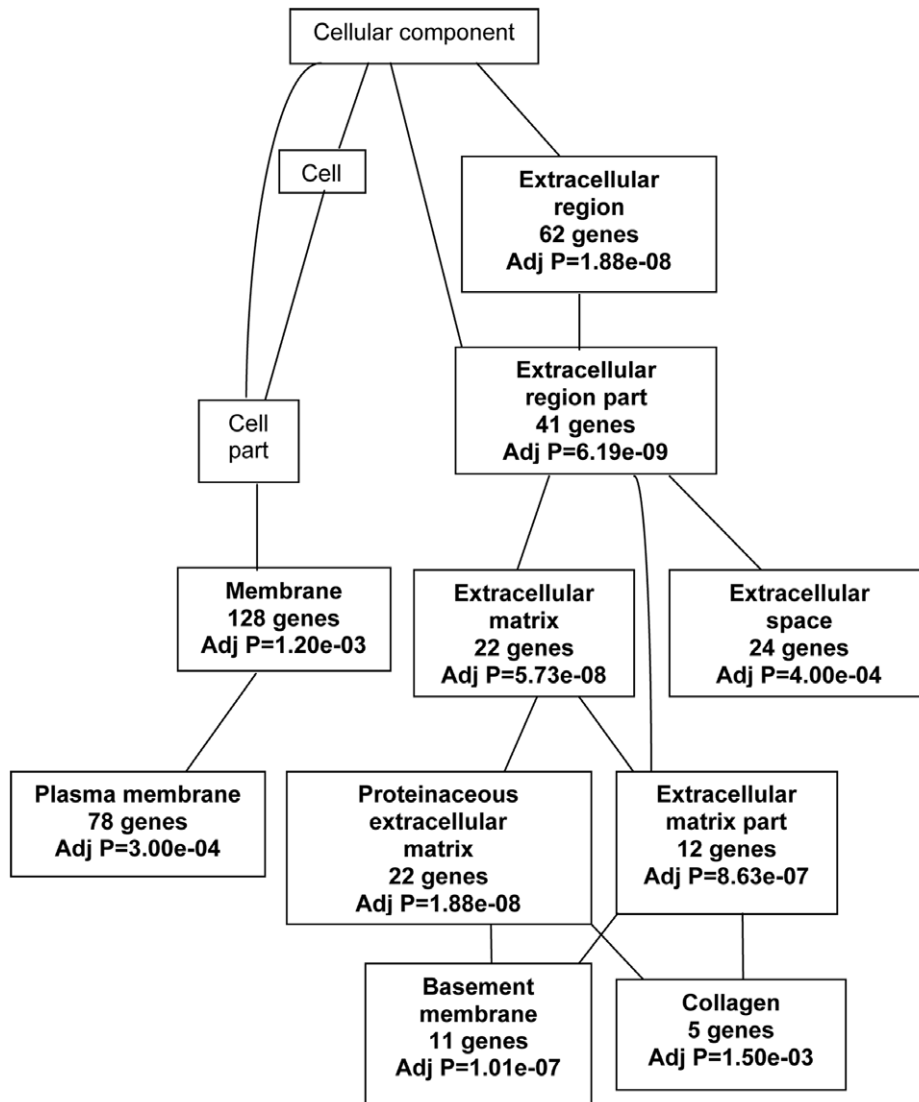 Cellular component
Cell
Extracellular
region
62 genes
Adj P=1.88e-08
Extracellular
region part
41 genes
Adj P=6.19e-09
Cell
part
Membrane
128 genes
Adj P=1.20e-03
Extracellular
matrix
22 genes
Adj P=5.73e-08
Extracellular
space
24 genes
Adj P=4.00e-04
Plasma membrane
78 genes
Adj P=3.00e-04
Proteinaceous
extracellular
matrix
22 genes
Adj P=1.88e-08
Extracellular
matrix part
12 genes
Adj P=8.63e-07
Basement
membrane
11 genes
Adj P=1.01e-07
Collagen
5 genes
Adj P=1.50e-03